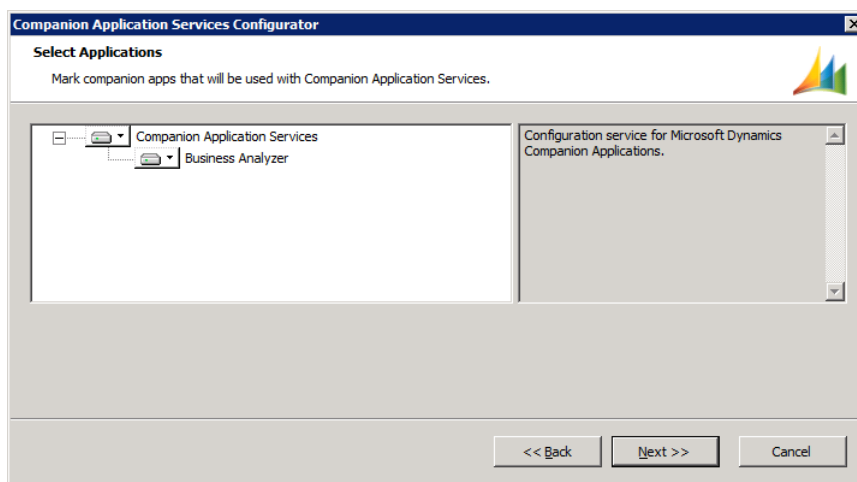 Companion Application Services Configurator
Select Applications
Mark companion apps that will be used with Companion Application Services.
Companion Application Services
Business Analyzer
Configuration service for Microsoft Dynamics
Companion Applications.
<< Back
Next >>
Cancel